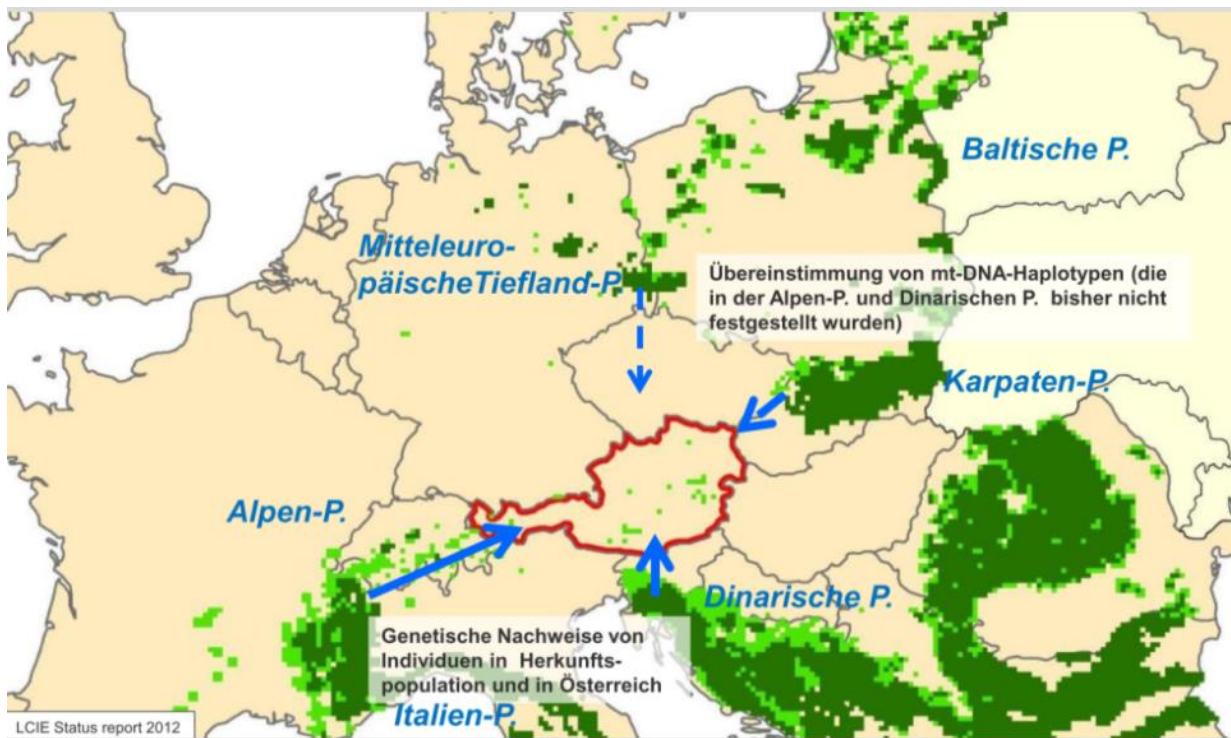 Baltische P.
Mitteleuro-
päischeTiefland-P.
Übereinstimmung von mt-DNA-Haplotypen (die
in der Alpen-P. und Dinarischen P. bisher nicht
festgestellt wurden)
Karpaten-P.
Alpen-P.
Dinarische P.
Genetische Nachweise von
Individuen in Herkunfts-
population und in Österreich
Italien-P.
LCIE Status report 2012